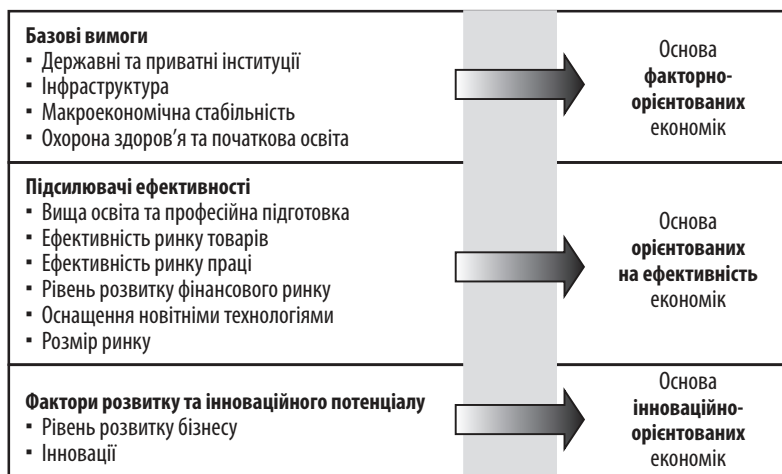 Базові вимоги
▪ Державні та приватні інституції
▪ Інфраструктура
▪ Макроекономічна стабільність
▪ Охорона здоров’я та початкова освіта
Основа
факторно-
орієнтованих
економік
Підсилювачі ефективності
▪ Вища освіта та професійна підготовка
▪ Ефективність ринку товарів
▪ Ефективність ринку праці
▪ Рівень розвитку фінансового ринку
▪ Оснащення новітніми технологіями
▪ Розмір ринку
Основа
орієнтованих
на ефективність
економік
Фактори розвитку та інноваційного потенціалу
▪ Рівень розвитку бізнесу
▪ Інновації
Основа
інноваційно-
орієнтованих
економік